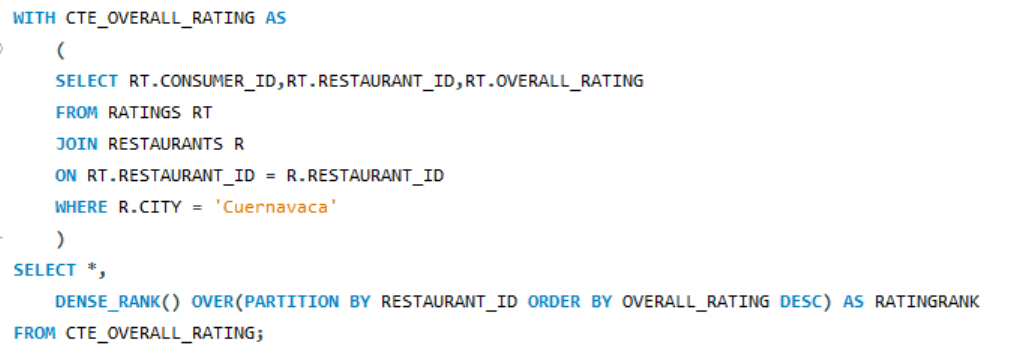 WITH CTE_OVERALL_RATING AS
(
SELECT RT.CONSUMER_ID,RT.RESTAURANT_ID,RT.OVERALL_RATING
FROM RATINGS RT
JOIN RESTAURANTS R
ON RT.RESTAURANT_ID = R.RESTAURANT_ID
WHERE R.CITY = 'Cuernavaca'
)
SELECT *,
DENSE_RANK() OVER(PARTITION BY RESTAURANT_ID ORDER BY OVERALL_RATING DESC) AS RATINGRANK
FROM CTE_OVERALL_RATING;